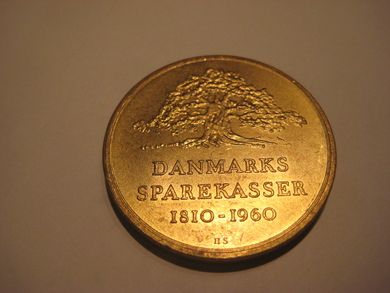 DANMARKS
SPAREKASSER
1810-1960
HS